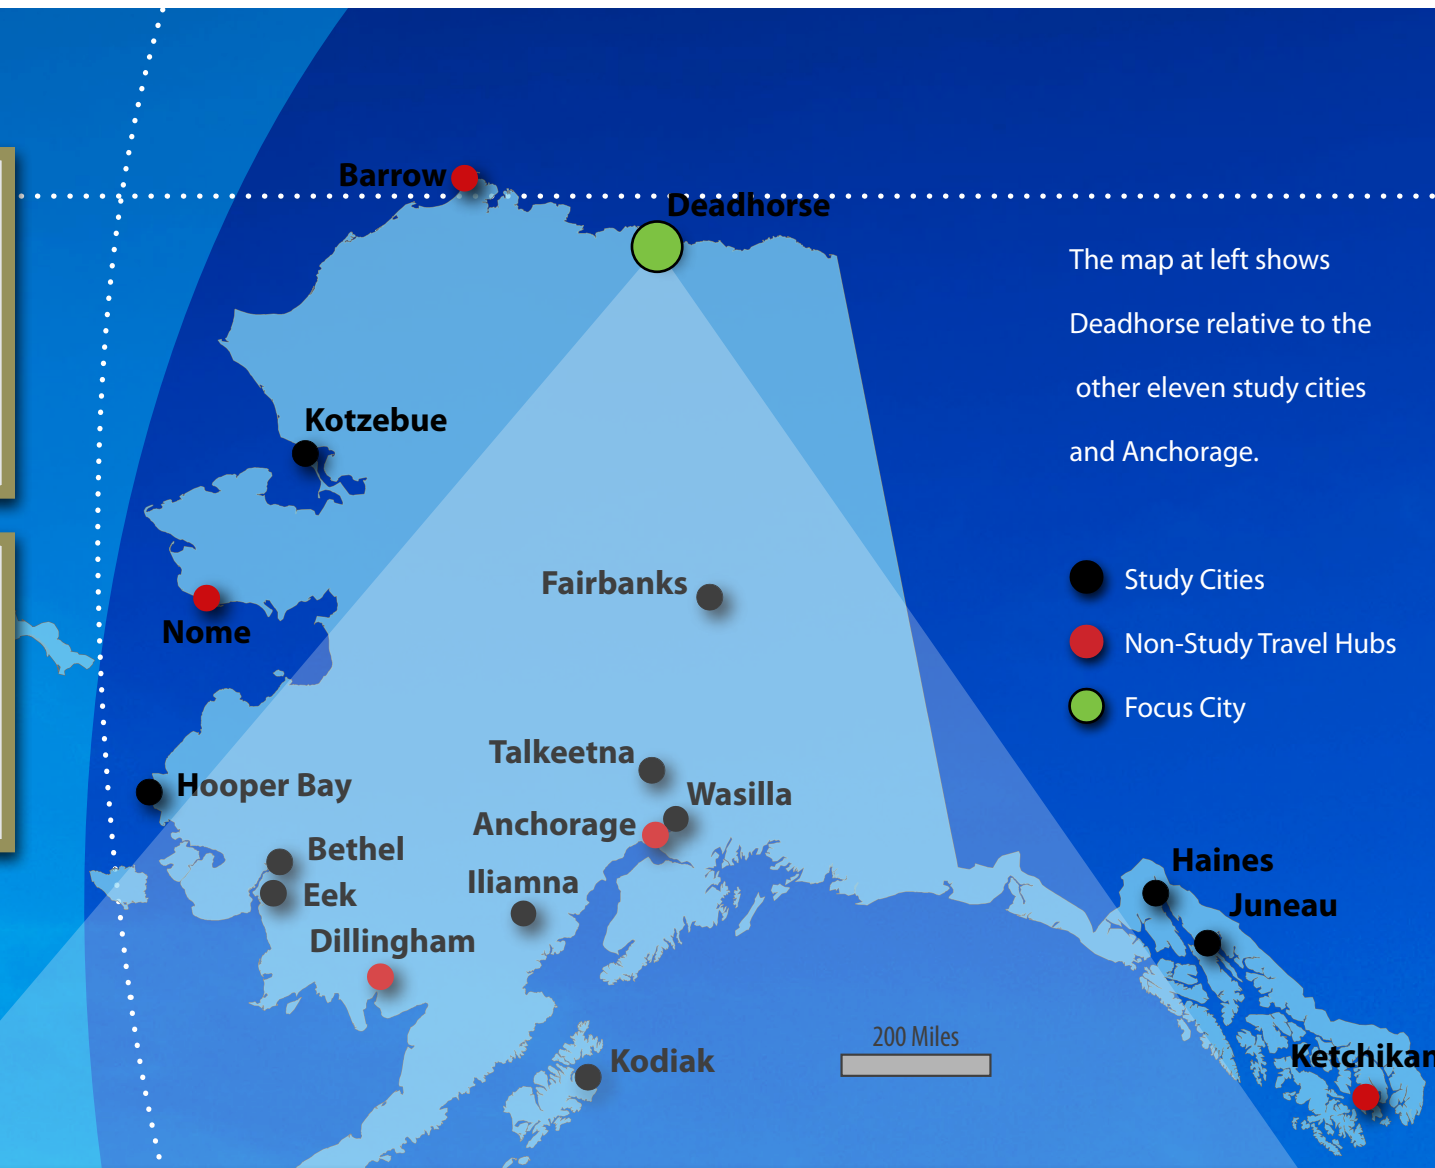 Barrow
Deadhorse
The map at left shows
Deadhorse relative to the
other eleven study cities
and Anchorage.
Kotzebue
Fairbanks
Study Cities
Nome
Non-Study Travel Hubs
Focus City
Talkeetna
Hooper Bay
Wasilla
Anchorage
Bethel
Haines
Iliamna
Eek
Juneau
Dillingham
200 Miles
Kodiak
Ketchikan